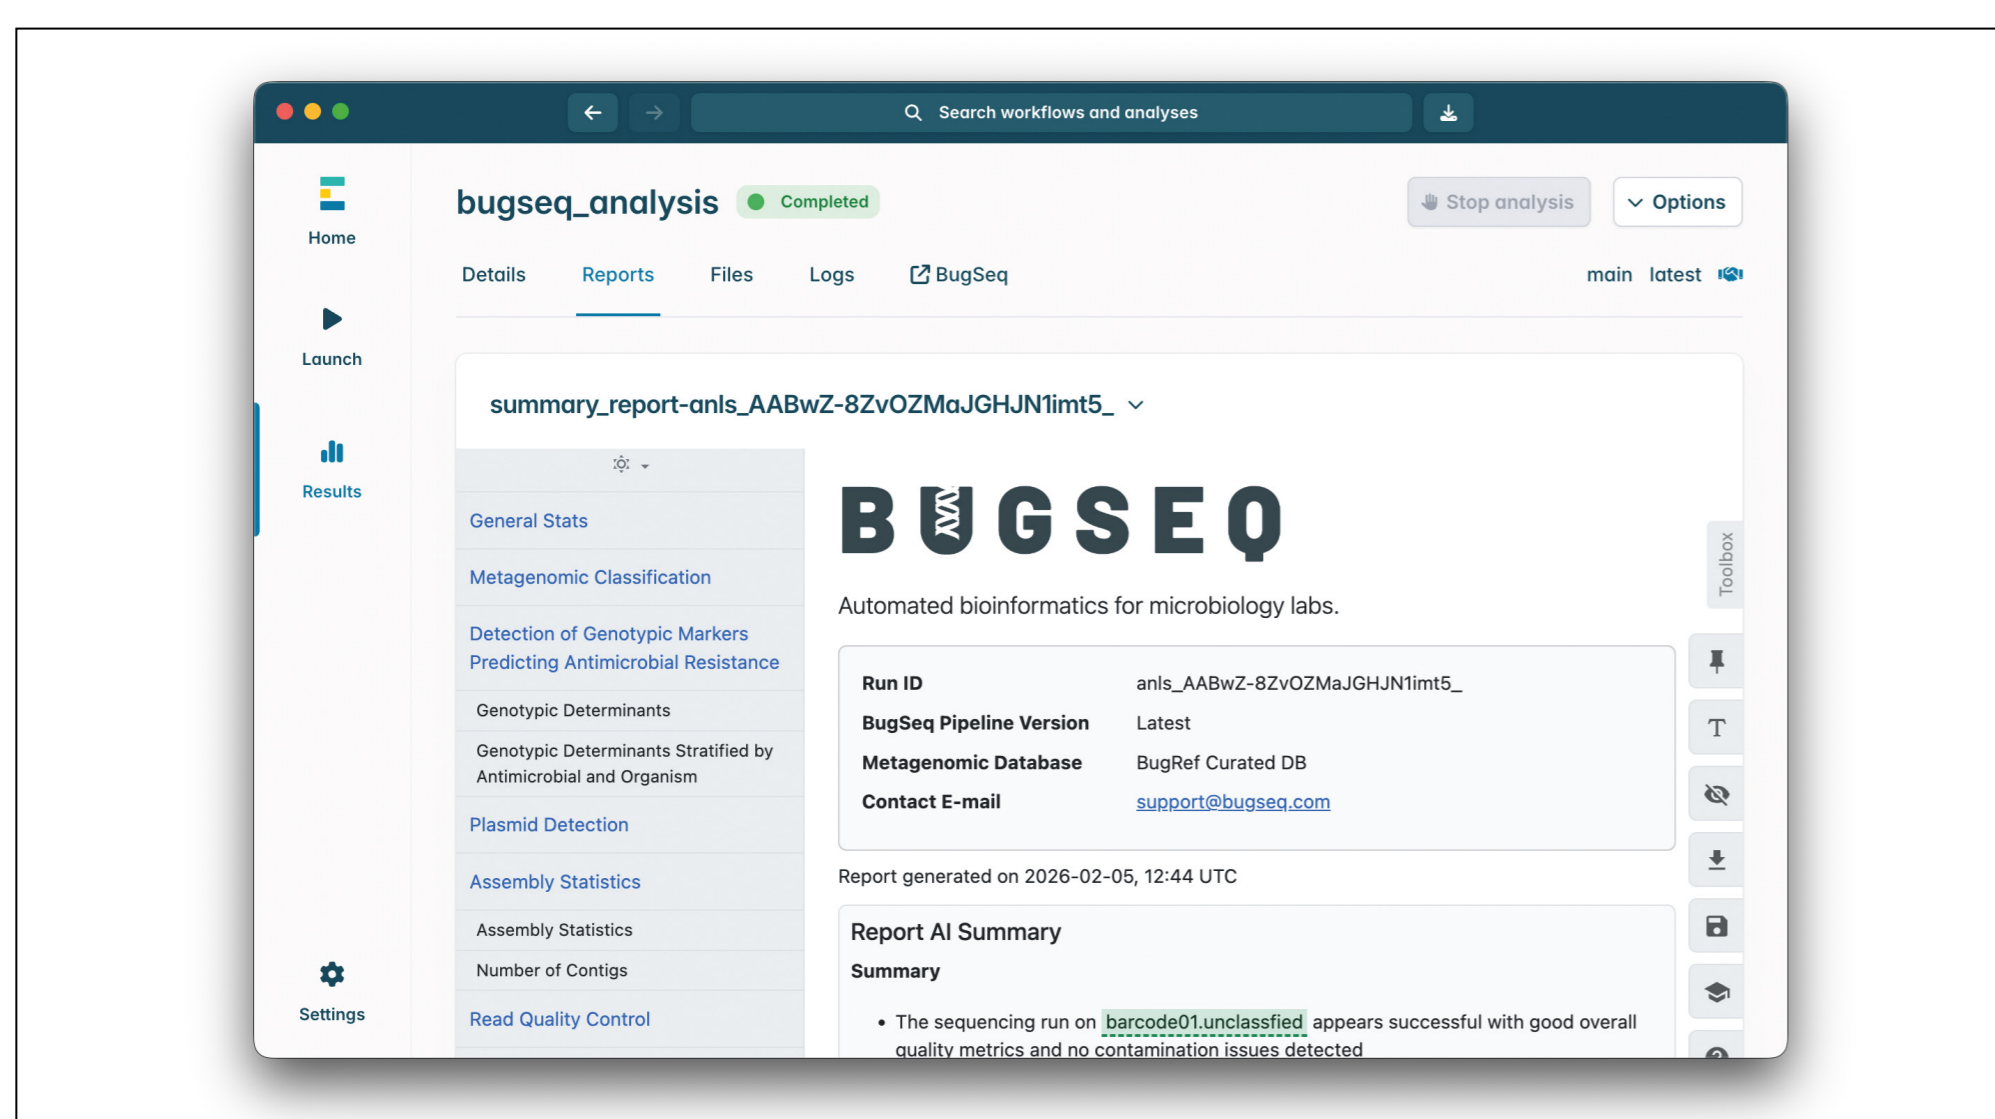 Search workflows and analyses
Home
Launch
Results
Settings
bugseq_analysis
Completed
Stop analysis
Options
Details
Reports
Files
Logs
BugSeq
main
latest
summary_report-anls_AABwZ-8ZvOZMaJGHJN1imt5_
General Stats
Metagenomic Classification
Detection of Genotypic Markers
Predicting Antimicrobial Resistance
Genotypic Determinants
Genotypic Determinants Stratified by
Antimicrobial and Organism
Plasmid Detection
Assembly Statistics
Assembly Statistics
Number of Contigs
Read Quality Control
BUGSEQ
Automated bioinformatics for microbiology labs.
Run ID anls_AABwZ-8ZvOZMaJGHJN1imt5_
BugSeq Pipeline Version Latest
Metagenomic Database BugRef Curated DB
Contact E-mail support@bugseq.com
Report generated on 2026-02-05, 12:44 UTC
Report AI Summary
Summary
• The sequencing run on barcode01.unclassfied appears successful with good overall
quality metrics and no contamination issues detected
Toolbox
T